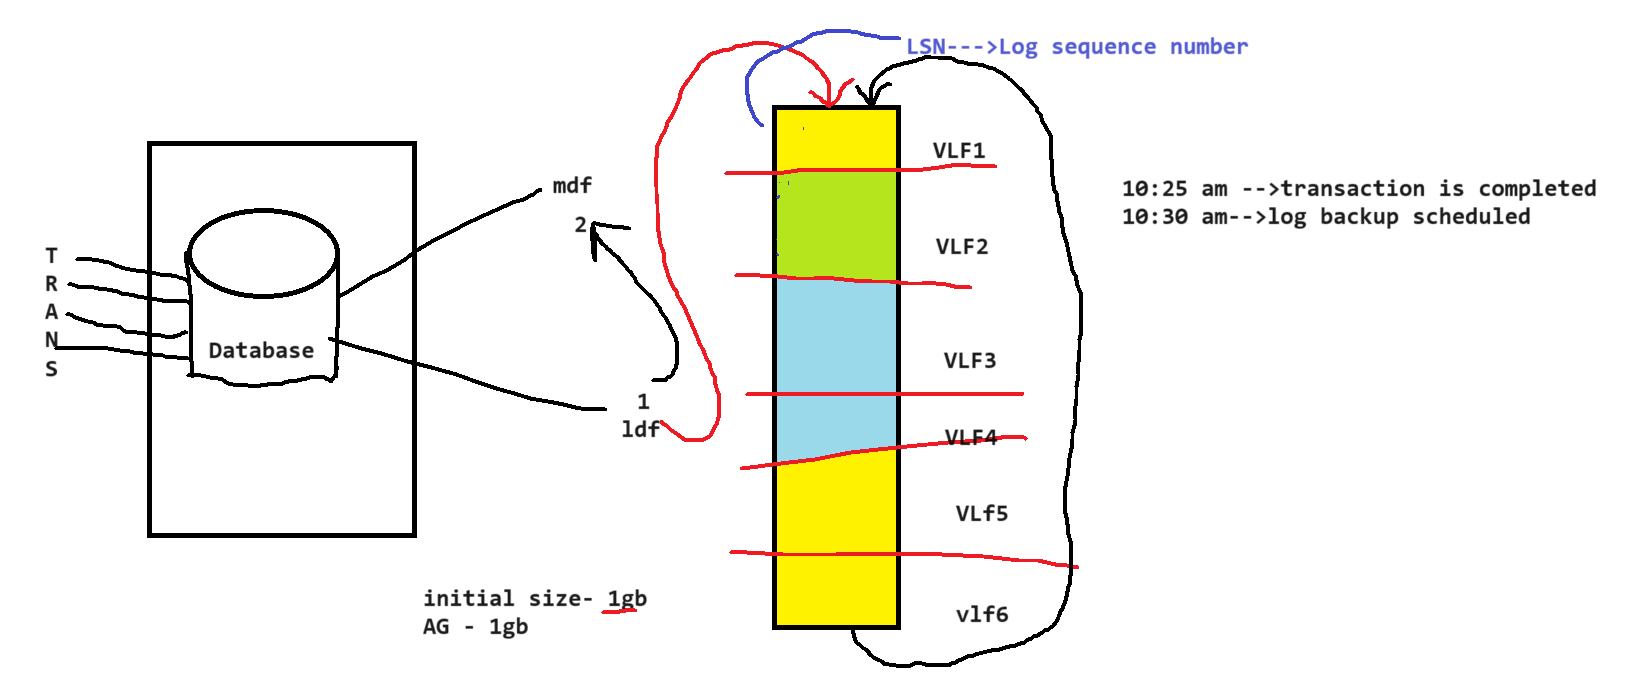 LSN--->Log sequence number
VLF1
mdf
10:25 am -->transaction is completed
10:30 am-->log backup scheduled
2
VLF2
T
R
A
N
S
Database
VLF3
1
ldf
VLF4
VLf5
initial size- 1gb
AG - 1gb
vlf6